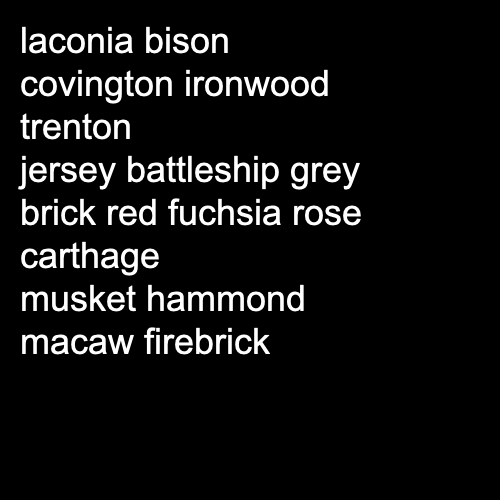 laconia bison
covington ironwood
trenton
jersey battleship grey
brick red fuchsia rose
carthage
musket hammond
macaw firebrick